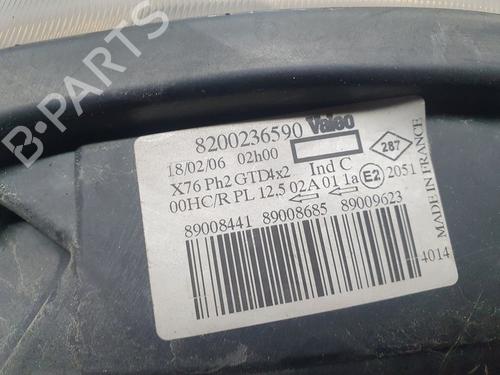 8200236590 Valeo
18/02/06 02h00
X76 Ph2 GTD4x2 Ind C 287
00HC/R PL 12.5 02A 01 1a E2 2051
89008441 89008685 89009623
4014
MADE IN FRANCE
B-PARTS